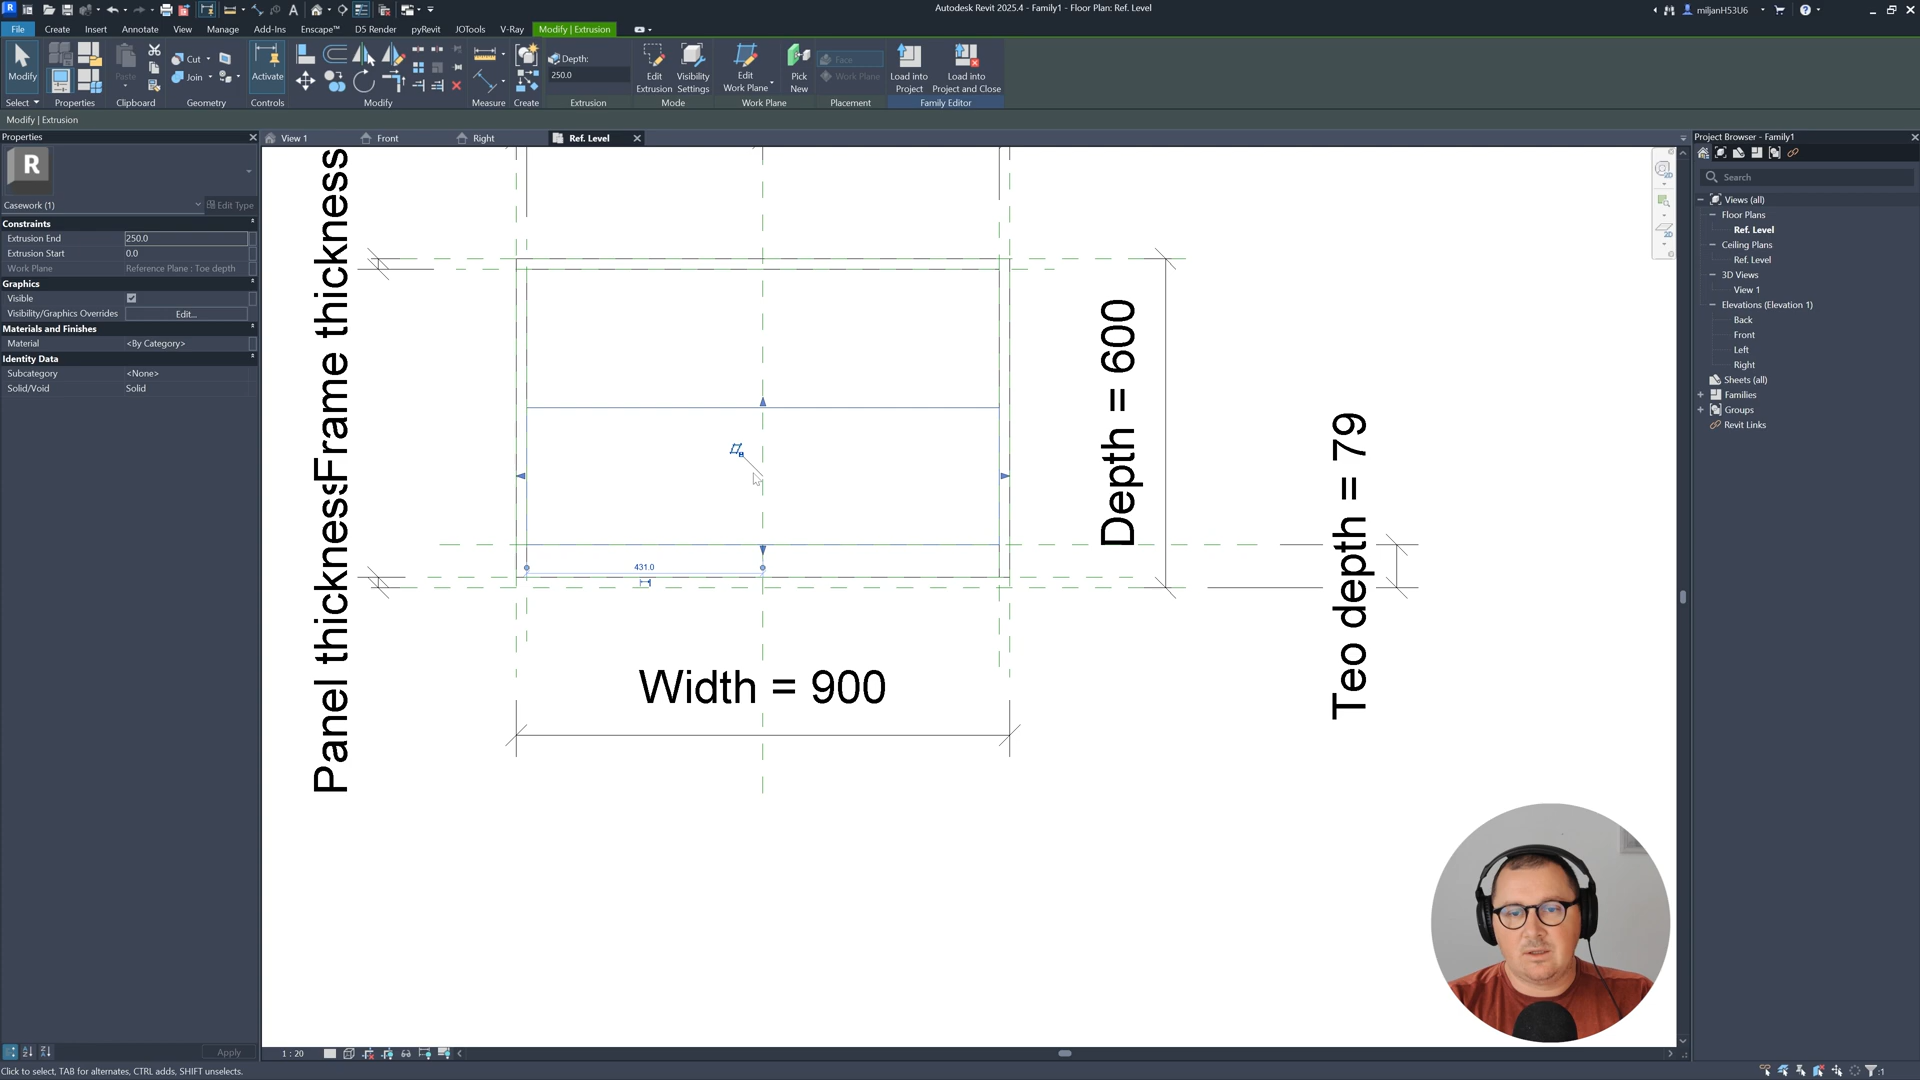 Autodesk Revit 2025.4 - Family1 - Floor Plan: Ref. Level
miljanH53U6
File
Create
Insert
Annotate
View
Manage
Add-Ins
Enscape™
D5 Render
pyRevit
JOTools
V-Ray
Modify | Extrusion
Modify
Paste
Cut
Join
Activate
Depth:
250.0
Edit
Extrusion
Visibility
Settings
Edit
Work Plane
Pick
New
Face
Work Plane
Load into
Project
Load into
Project and Close
Select
Properties
Clipboard
Geometry
Controls
Modify
Measure
Create
Extrusion
Mode
Work Plane
Placement
Family Editor
Modify | Extrusion
Properties
R
Casework (1)
Edit Type
Constraints
Extrusion End
250.0
Extrusion Start
0.0
Work Plane
Reference Plane : Toe depth
Graphics
Visible
Visibility/Graphics Overrides
Edit...
Materials and Finishes
Material
<By Category>
Identity Data
Subcategory
<None>
Solid/Void
Solid
Apply
View 1
Front
Right
Ref. Level
Frame thickness
Panel thickness
431.0
Width = 900
Depth = 600
Teo depth = 79
1 : 20
Project Browser - Family1
Search
Views (all)
Floor Plans
Ref. Level
Ceiling Plans
Ref. Level
3D Views
View 1
Elevations (Elevation 1)
Back
Front
Left
Right
Sheets (all)
Families
Groups
Revit Links
Click to select, TAB for alternates, CTRL adds, SHIFT unselects.
:1